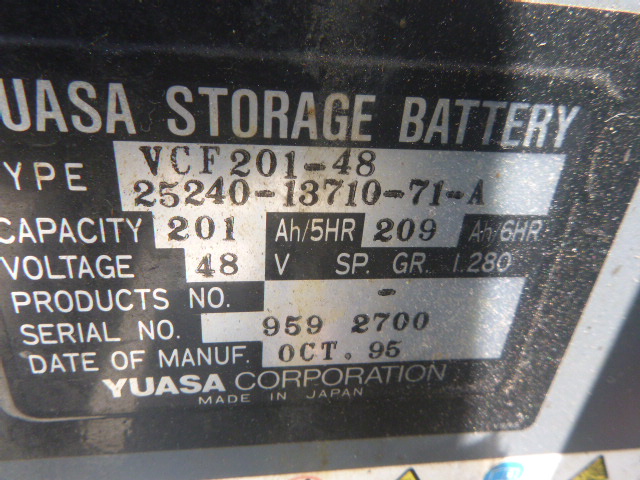 UASA STORAGE BATTERY
YPE VCF201-48
25240-13710-71-A
CAPACITY 201 Ah/5HR 209 Ah/6HR
VOLTAGE 48 V SP. GR. 1.280
PRODUCTS NO. -
SERIAL NO. 959 2700
DATE OF MANUF. OCT. 95
YUASA CORPORATION
MADE IN JAPAN